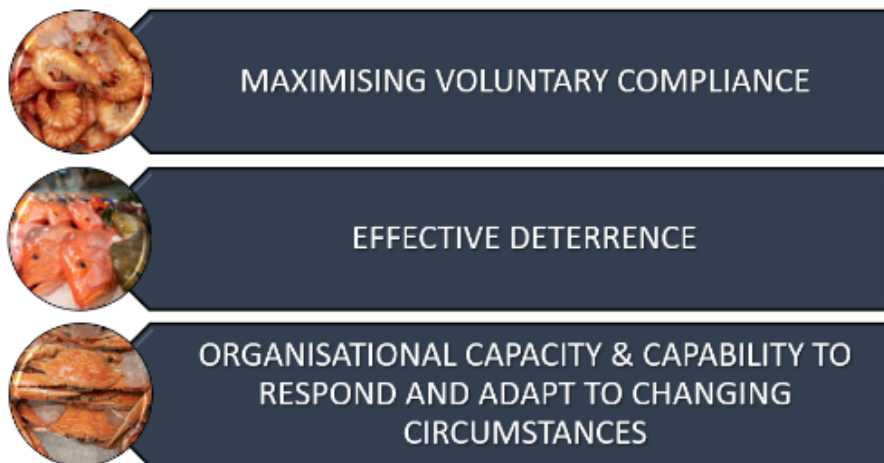 MAXIMISING VOLUNTARY COMPLIANCE
EFFECTIVE DETERRENCE
ORGANISATIONAL CAPACITY & CAPABILITY TO
RESPOND AND ADAPT TO CHANGING
CIRCUMSTANCES